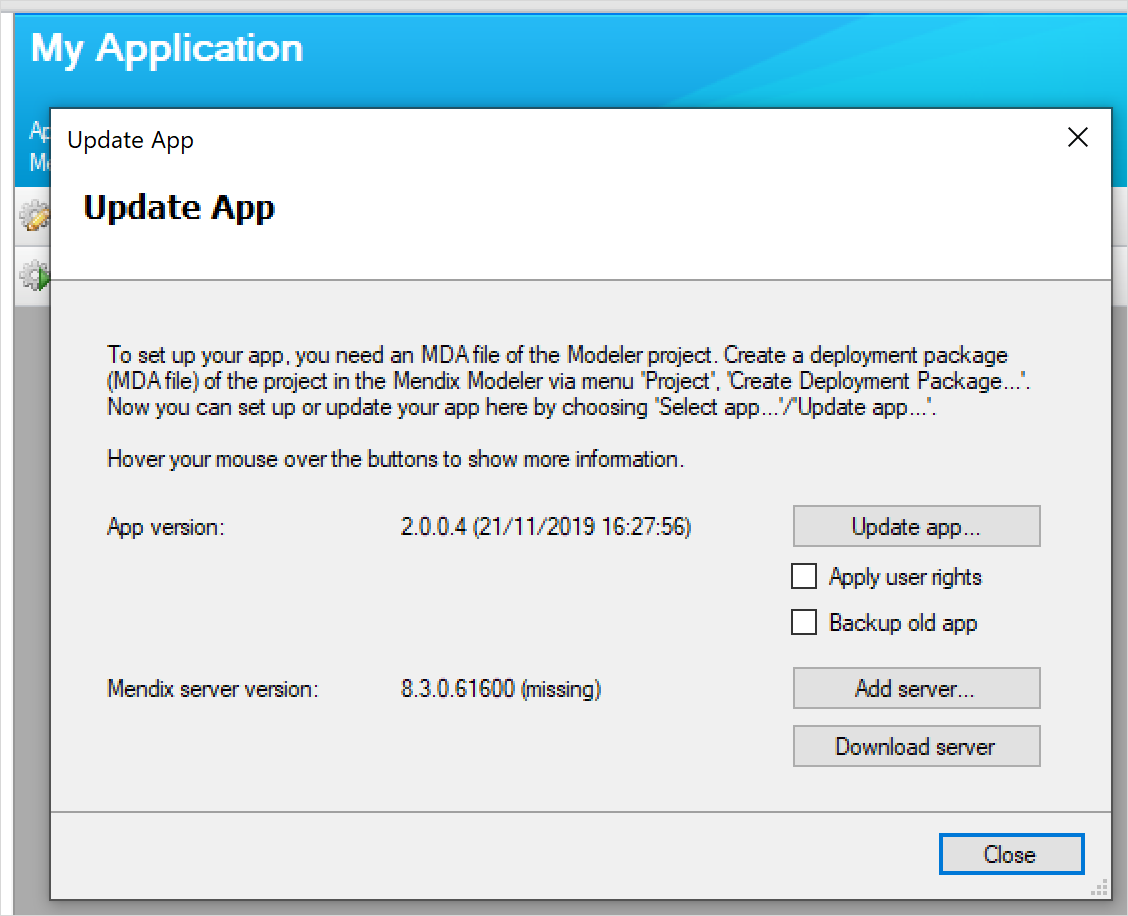 My Application
Ap
Me
Update App
Update App
To set up your app, you need an MDA file of the Modeler project. Create a deployment package
(MDA file) of the project in the Mendix Modeler via menu 'Project', 'Create Deployment Package...'.
Now you can set up or update your app here by choosing 'Select app...'/'Update app...'.
Hover your mouse over the buttons to show more information.
App version: 2.0.0.4 (21/11/2019 16:27:56) Update app...
Apply user rights
Backup old app
Mendix server version: 8.3.0.61600 (missing) Add server...
Download server
Close